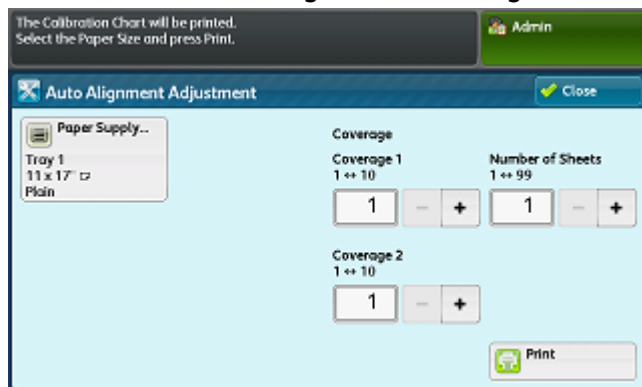 The Calibration Chart will be printed.
Select the Paper Size and press Print.
Admin
Auto Alignment Adjustment
Close
Paper Supply...
Tray 1
11 x 17"
Plain
Coverage
Coverage 1
1 ↔ 10
1 − +
Number of Sheets
1 ↔ 99
1 − +
Coverage 2
1 ↔ 10
1 − +
Print